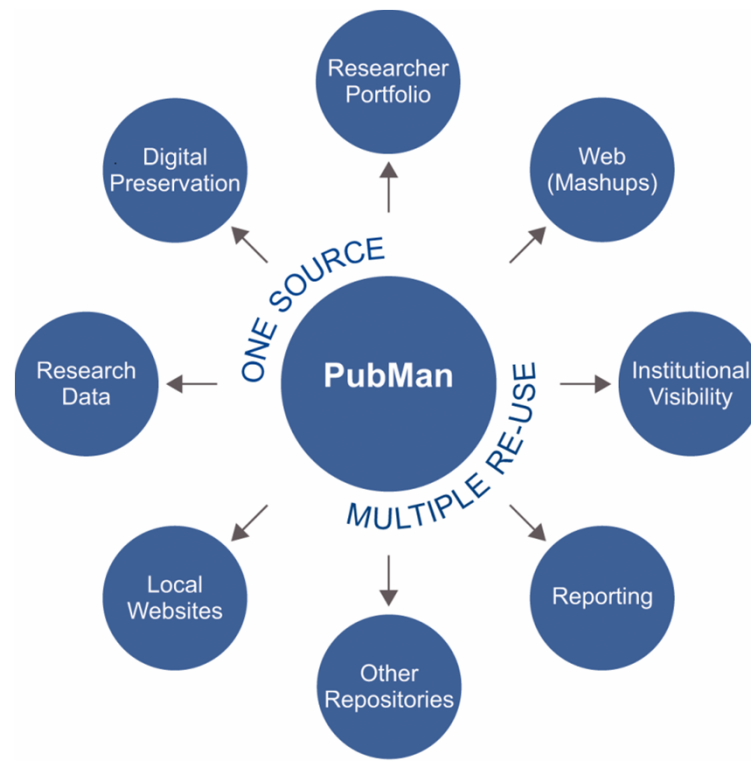 Researcher
Portfolio
Digital
Preservation
Web
(Mashups)
ONE SOURCE
Research
Data
PubMan
Institutional
Visibility
MULTIPLE RE-USE
Local
Websites
Reporting
Other
Repositories